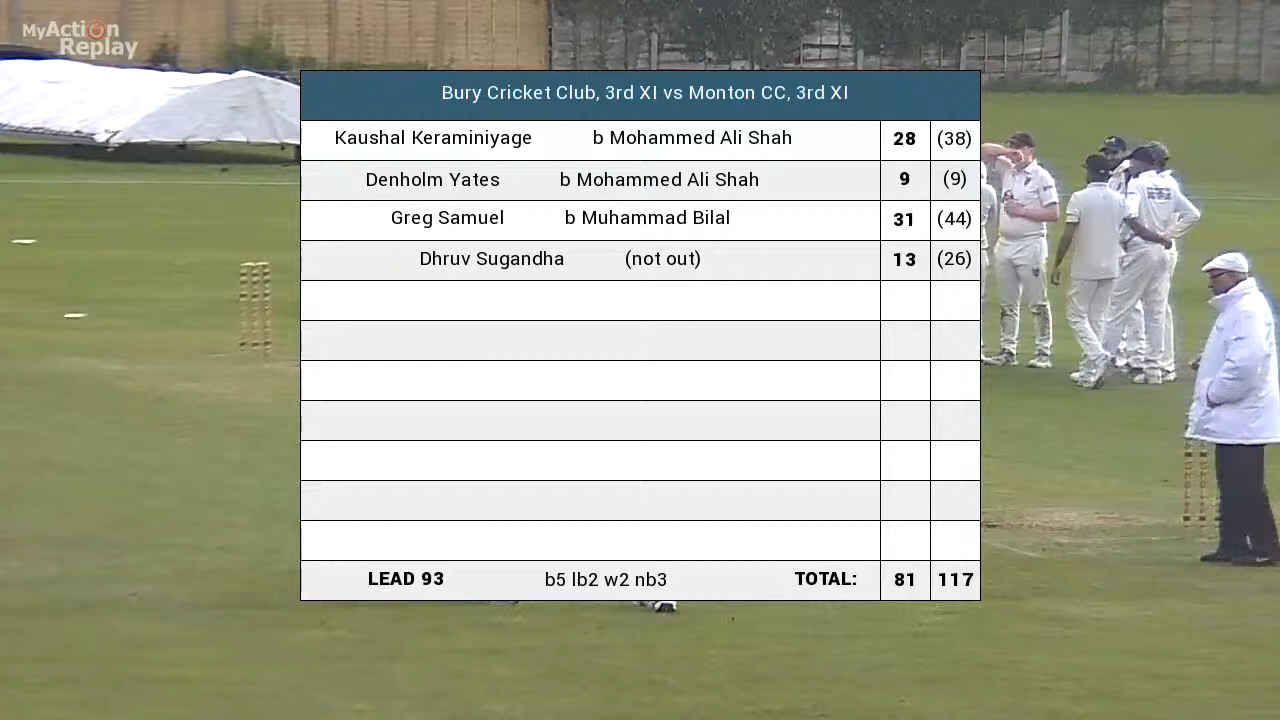 MyAction
Replay
Bury Cricket Club, 3rd XI vs Monton CC, 3rd XI
Kaushal Keraminiyage b Mohammed Ali Shah 28 (38)
Denholm Yates b Mohammed Ali Shah 9 (9)
Greg Samuel b Muhammad Bilal 31 (44)
Dhruv Sugandha (not out) 13 (26)
LEAD 93 b5 lb2 w2 nb3 TOTAL: 81 117